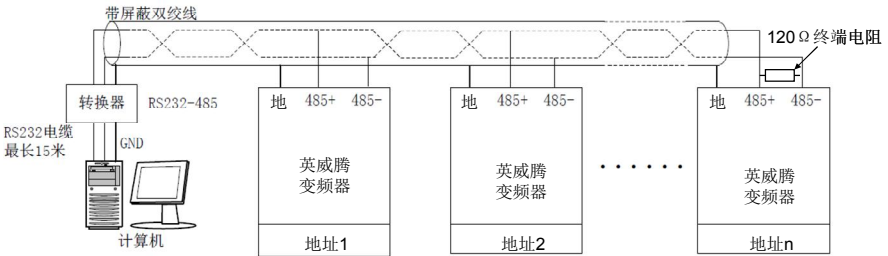 带屏蔽双绞线
120Ω终端电阻
转换器
RS232-485
地 485+ 485-
地 485+ 485-
地 485+ 485-
RS232电缆
最长15米
GND
英威腾
变频器
英威腾
变频器
······
英威腾
变频器
计算机
地址1
地址2
地址n